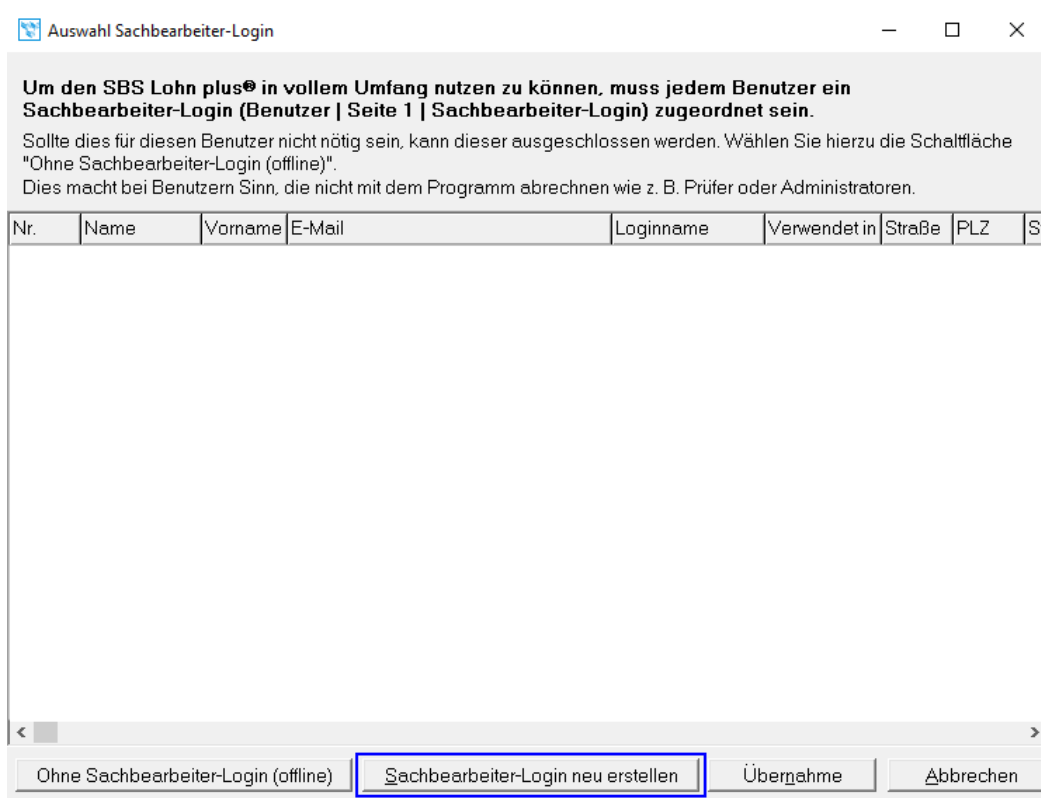 Auswahl Sachbearbeiter-Login
Um den SBS Lohn plus® in vollem Umfang nutzen zu können, muss jedem Benutzer ein
Sachbearbeiter-Login (Benutzer | Seite 1 | Sachbearbeiter-Login) zugeordnet sein.
Sollte dies für diesen Benutzer nicht nötig sein, kann dieser ausgeschlossen werden. Wählen Sie hierzu die Schaltfläche
"Ohne Sachbearbeiter-Login (offline)".
Dies macht bei Benutzern Sinn, die nicht mit dem Programm abrechnen wie z. B. Prüfer oder Administratoren.
Nr. Name Vorname E-Mail Loginname Verwendet in Straße PLZ S
Ohne Sachbearbeiter-Login (offline) Sachbearbeiter-Login neu erstellen Übernahme Abbrechen